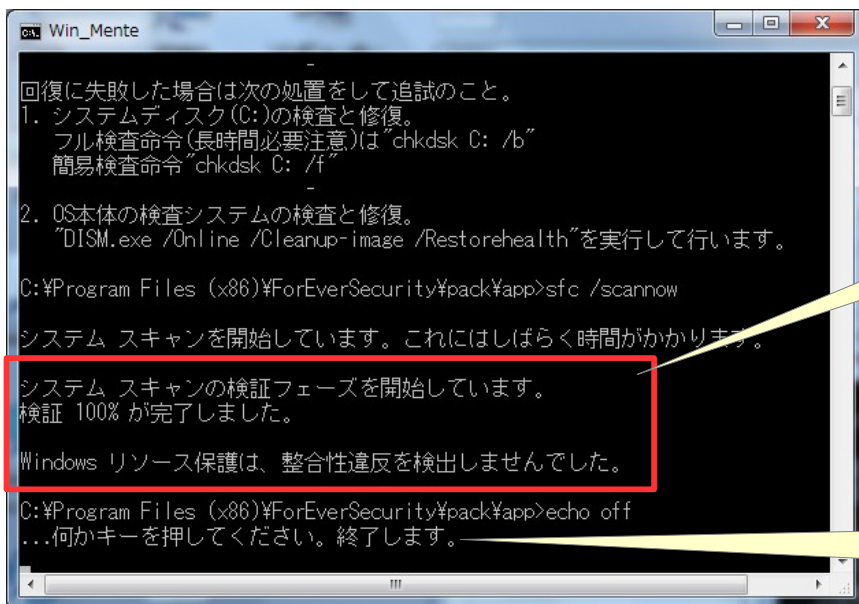 Win_Mente
-
回復に失敗した場合は次の処置をして追試のこと。
1. システムディスク(C:)の検査と修復。
フル検査命令(長時間必要注意)は"chkdsk C: /b"
簡易検査命令"chkdsk C: /f"
-
2. OS本体の検査システムの検査と修復。
"DISM.exe /Online /Cleanup-image /Restorehealth"を実行して行います。
C:¥Program Files (x86)¥ForEverSecurity¥pack¥app>sfc /scannow
システム スキャンを開始しています。これにはしばらく時間がかかります。
システム スキャンの検証フェーズを開始しています。
検証 100% が完了しました。
Windows リソース保護は、整合性違反を検出しませんでした。
C:¥Program Files (x86)¥ForEverSecurity¥pack¥app>echo off
...何かキーを押してください。終了します。